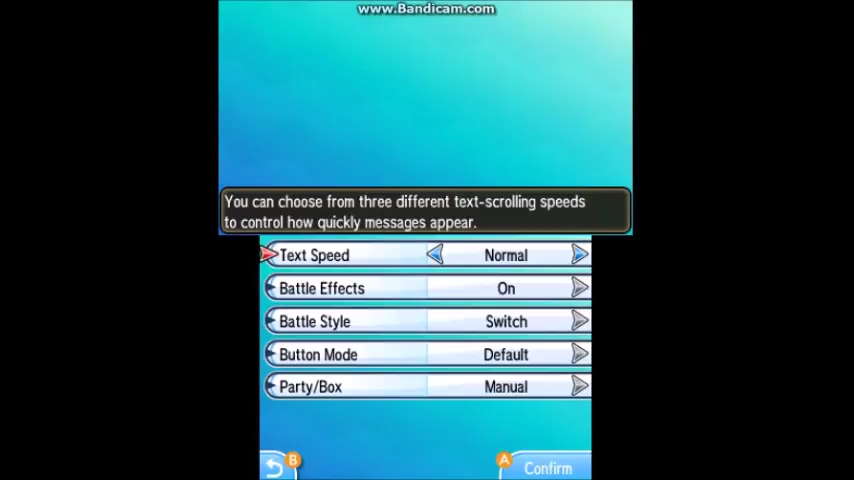 www.Bandicam.com
You can choose from three different text-scrolling speeds
to control how quickly messages appear.
Text Speed Normal
Battle Effects On
Battle Style Switch
Button Mode Default
Party/Box Manual
B A Confirm